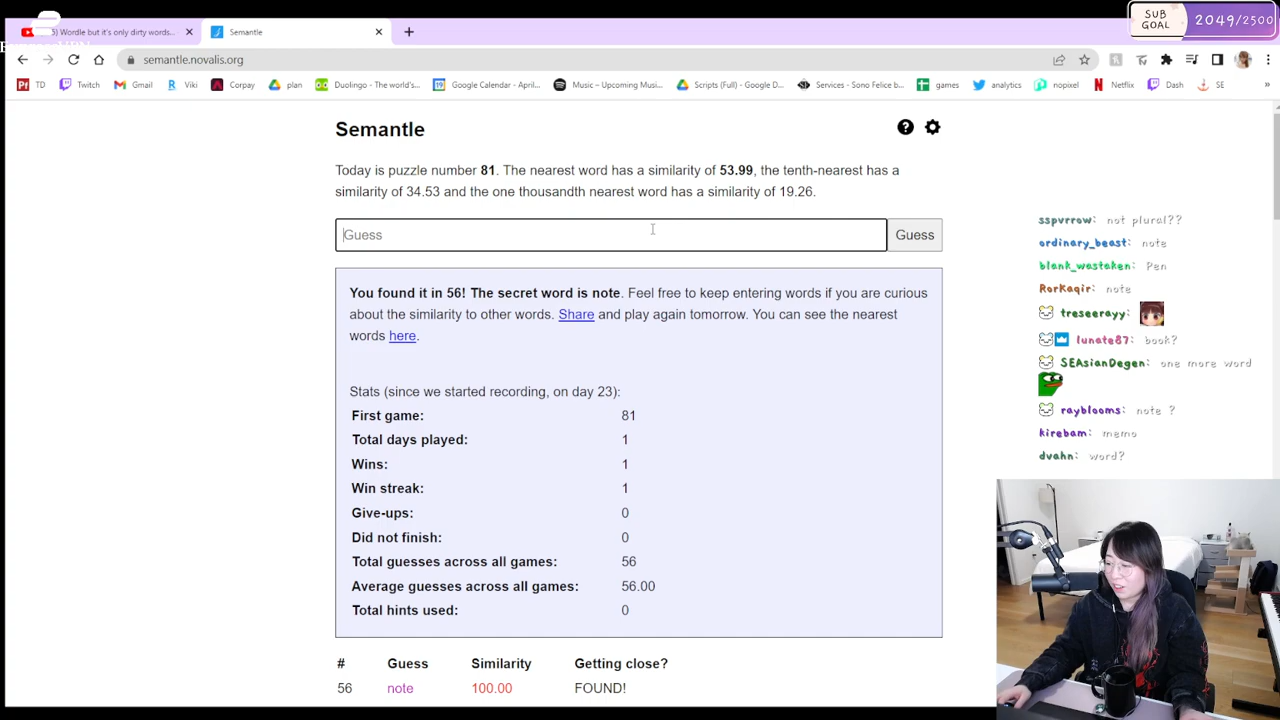 SUB GOAL 2049/2500
5) Wordle but it's only dirty words...
Semantle
semantle.novalis.org
TD Twitch Gmail Viki Corpay plan Duolingo - The world's... Google Calendar - Apri... Music – Upcoming Musi... Scripts (Full) - Google D... Services - Sono Felice b... games analytics nopixel Netflix Dash SE »
Semantle
Today is puzzle number 81. The nearest word has a similarity of 53.99, the tenth-nearest has a
similarity of 34.53 and the one thousandth nearest word has a similarity of 19.26.
Guess
Guess
You found it in 56! The secret word is note. Feel free to keep entering words if you are curious
about the similarity to other words. Share and play again tomorrow. You can see the nearest
words here.
Stats (since we started recording, on day 23):
First game: 81
Total days played: 1
Wins: 1
Win streak: 1
Give-ups: 0
Did not finish: 0
Total guesses across all games: 56
Average guesses across all games: 56.00
Total hints used: 0
# Guess Similarity Getting close?
56 note 100.00 FOUND!
sspvrrow: not plural??
ordinary_beast: note
blank_wastaken: Pen
RorKaqir: note
treseerayy:
lunate87: book?
SEAsianDegen: one more word
rayblooms: note ?
kirebam: memo
dvahn: word?